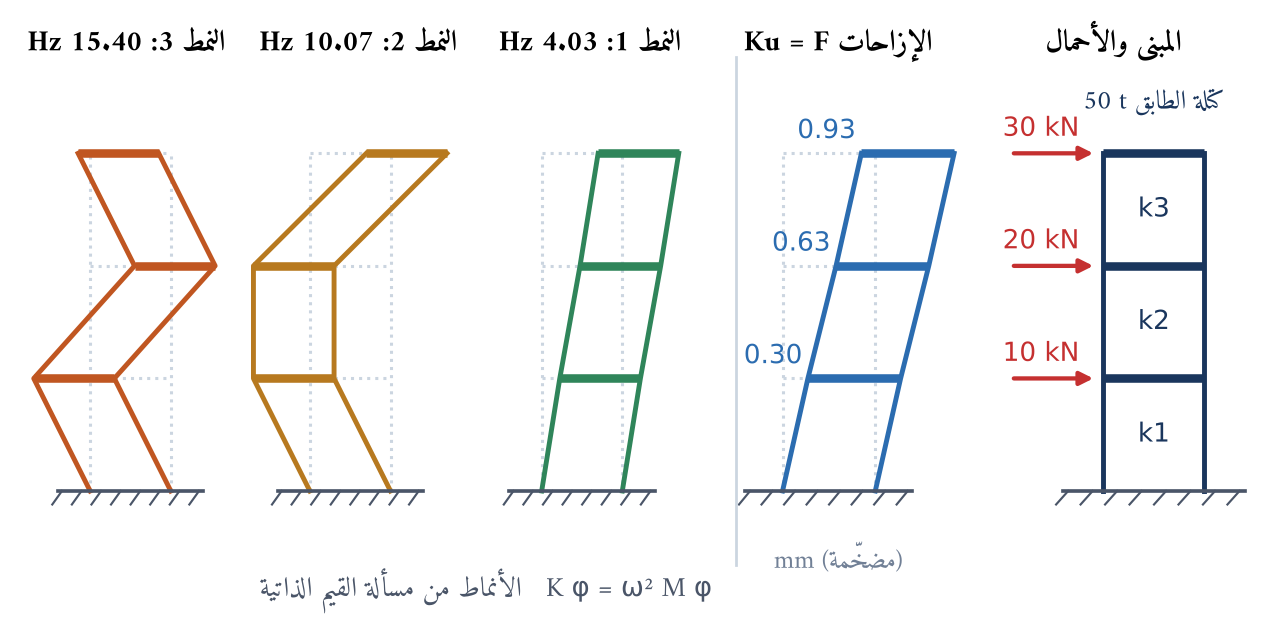 المبنى والأحمال
كتلة الطابق 50 t
30 kN
20 kN
10 kN
k3
k2
k1
الإزاحات Ku = F
0.93
0.63
0.30
mm (مضخّمة)
النمط 1: 4.03 Hz
النمط 2: 10.07 Hz
النمط 3: 15.40 Hz
الأنماط من مسألة القيم الذاتية K φ = ω² M φ